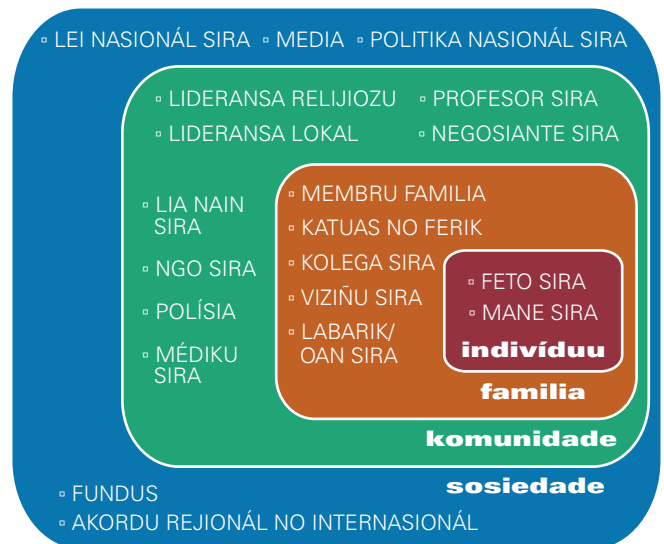 ▫ LEI NASIONÁL SIRA ▫ MEDIA ▫ POLITIKA NASIONÁL SIRA
▫ LIDERANSA RELIJIOZU ▫ PROFESOR SIRA
▫ LIDERANSA LOKAL ▫ NEGOSIANTE SIRA
▫ LIA NAIN
SIRA
▫ NGO SIRA
▫ POLÍSIA
▫ MÉDIKU
SIRA
▫ MEMBRU FAMILIA
▫ KATUAS NO FERIK
▫ KOLEGA SIRA
▫ VIZIÑU SIRA
▫ LABARIK/
OAN SIRA
▫ FETO SIRA
▫ MANE SIRA
indivíduu
familia
komunidade
sosiedade
▫ FUNDUS
▫ AKORDU REJIONÁL NO INTERNASIONÁL